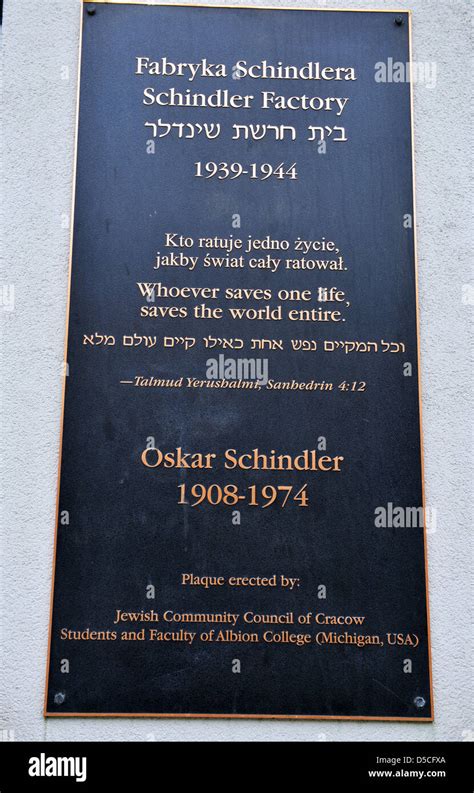 Fabryka Schindlera
Schindler Factory
בית חרשת שינדלר
1939-1944
Kto ratuje jedno życie,
jakby świat cały ratował.
Whoever saves one life,
saves the world entire.
וכל המקיים נפש אחת כאילו קיים עולם מלא
—Talmud Yerushalmi, Sanhedrin 4:12
Oskar Schindler
1908-1974
Plaque erected by:
Jewish Community Council of Cracow
Students and Faculty of Albion College (Michigan, USA)
alamy
Image ID: D5CFXA
www.alamy.com